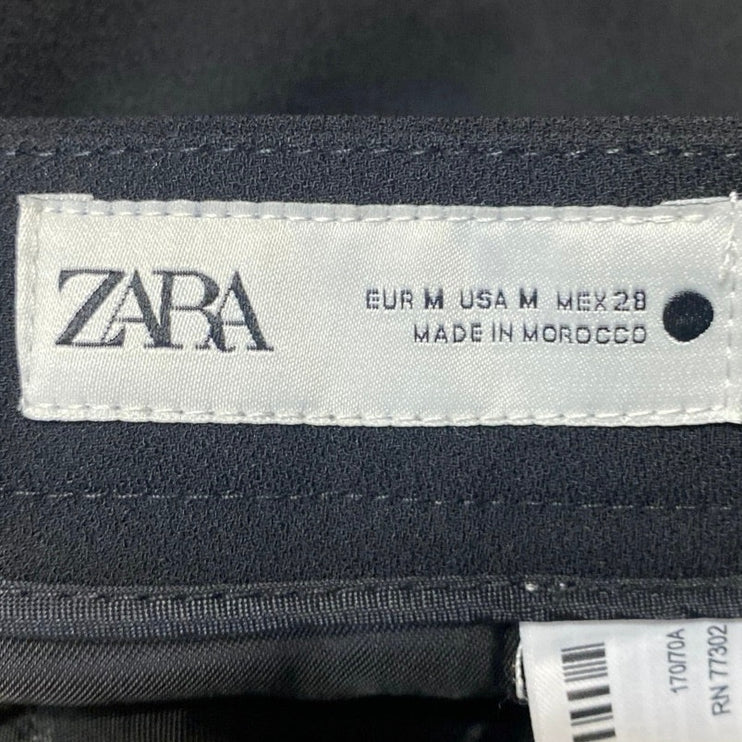 ZARA
EUR M USA M MEX 28
MADE IN MOROCCO
170/70A
RN 77302